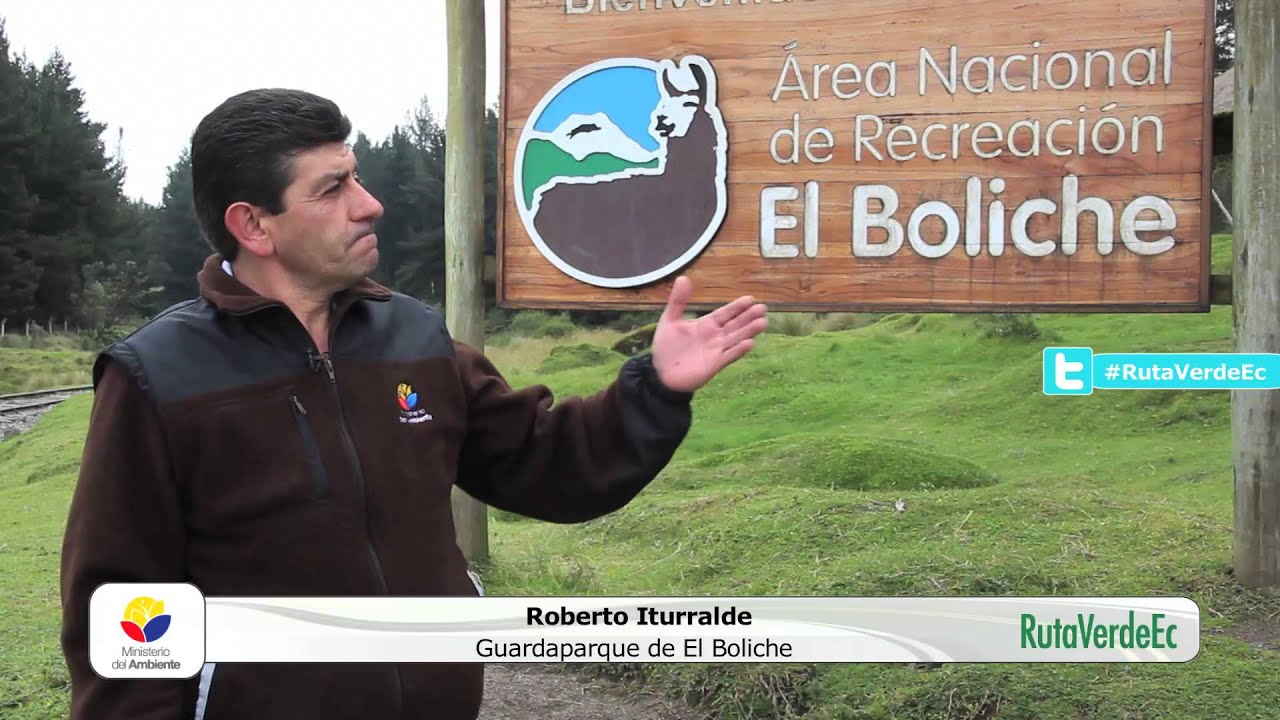 Área Nacional
de Recreación
El Boliche
#RutaVerdeEc
Roberto Iturralde
Guardaparque de El Boliche
RutaVerdeEc
Ministerio
del Ambiente